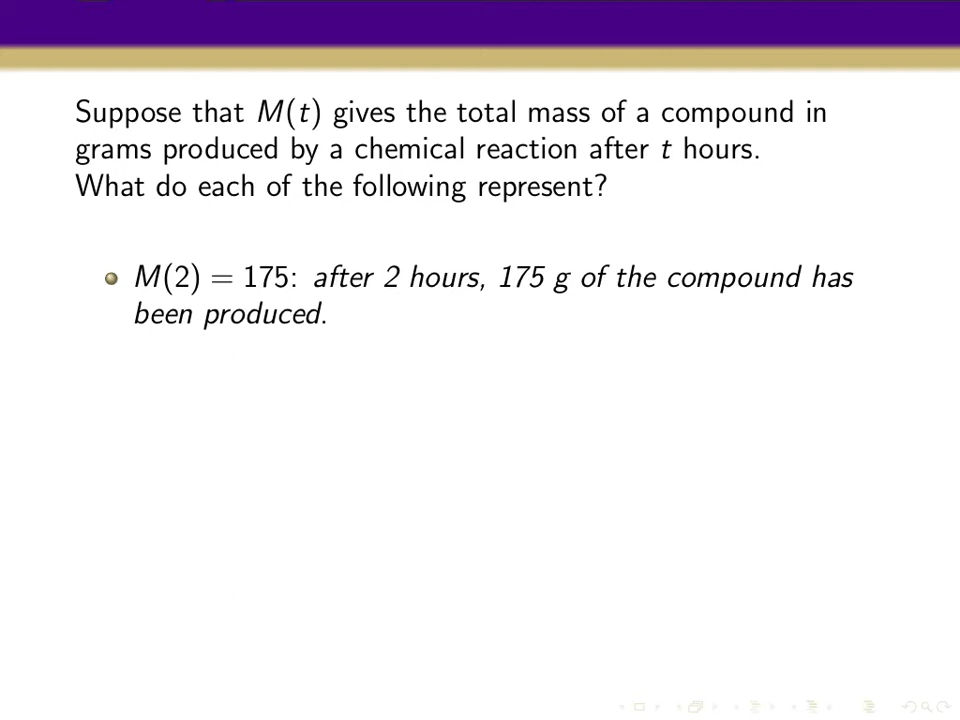 Suppose that M(t) gives the total mass of a compound in
grams produced by a chemical reaction after t hours.
What do each of the following represent?
M(2) = 175: after 2 hours, 175 g of the compound has
been produced.